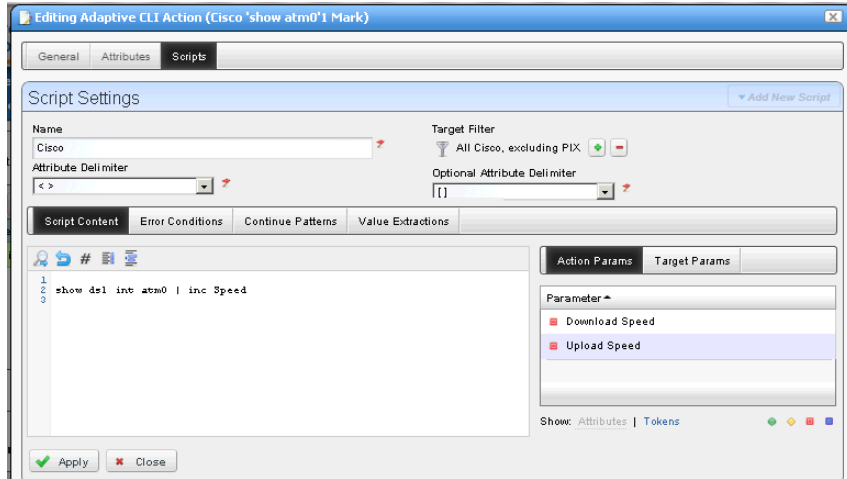 Editing Adaptive CLI Action (Cisco 'show atm0'1 Mark)
General Attributes Scripts
Script Settings
Add New Script
Name
Cisco
Target Filter
All Cisco, excluding PIX
Attribute Delimiter
< >
Optional Attribute Delimiter
[]
Script Content Error Conditions Continue Patterns Value Extractions
#
1
2 show dsl int atm0 | inc Speed
3
Action Params Target Params
Parameter
Download Speed
Upload Speed
Show: Attributes | Tokens
Apply Close